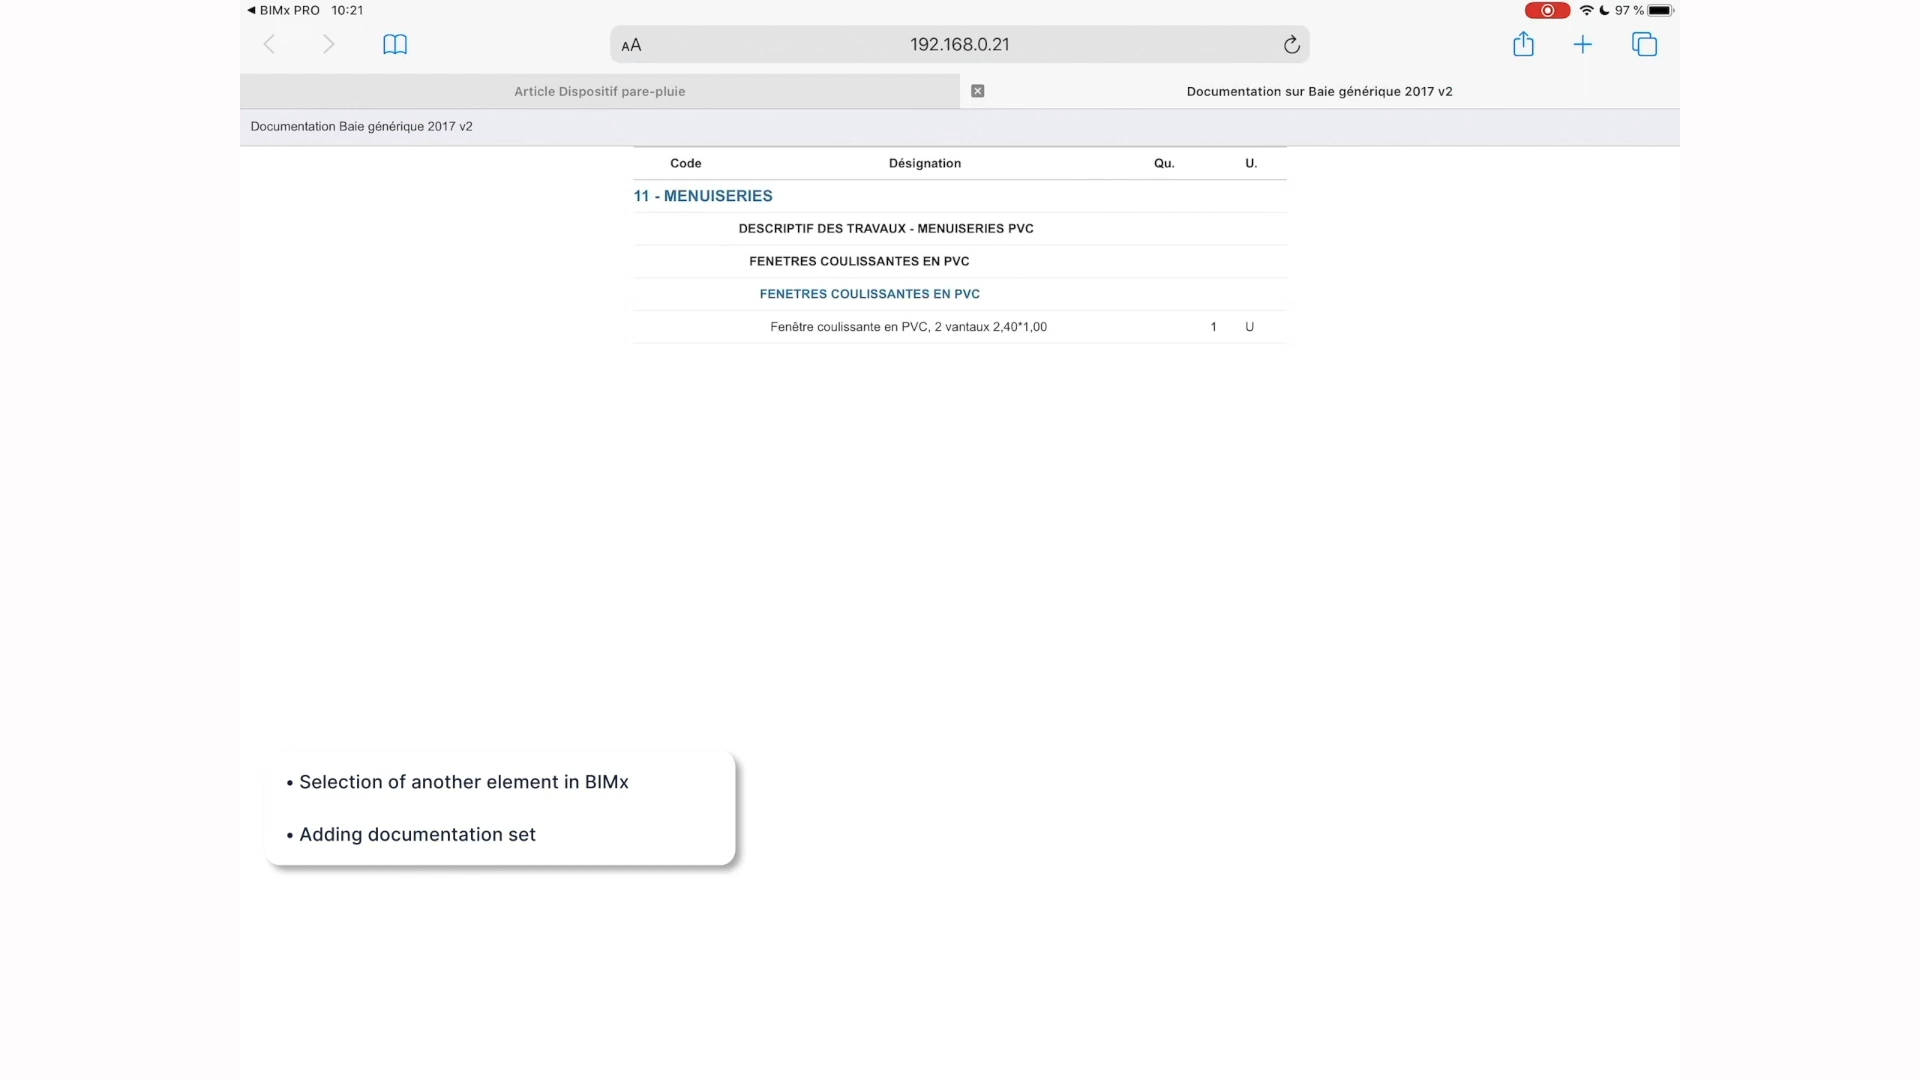 ◀ BIMx PRO 10:21
97 %
AA 192.168.0.21
Article Dispositif pare-pluie
Documentation sur Baie générique 2017 v2
Documentation Baie générique 2017 v2
Code Désignation Qu. U.
11 - MENUISERIES
DESCRIPTIF DES TRAVAUX - MENUISERIES PVC
FENETRES COULISSANTES EN PVC
FENETRES COULISSANTES EN PVC
Fenêtre coulissante en PVC, 2 vantaux 2,40*1,00 1 U
• Selection of another element in BIMx
• Adding documentation set